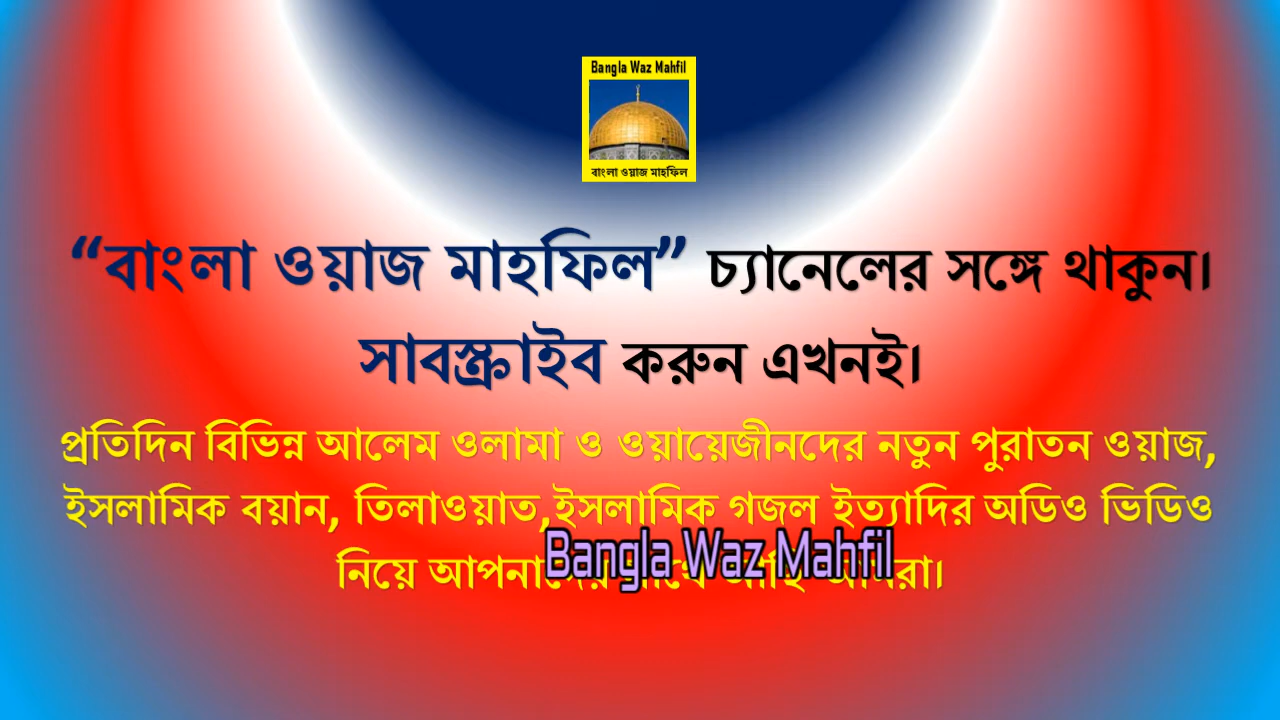 Bangla Waz Mahfil
বাংলা ওয়াজ মাহফিল
“বাংলা ওয়াজ মাহফিল” চ্যানেলের সঙ্গে থাকুন।
সাবস্ক্রাইব করুন এখনই।
প্রতিদিন বিভিন্ন আলেম ওলামা ও ওয়ায়েজীনদের নতুন পুরাতন ওয়াজ,
ইসলামিক বয়ান, তিলাওয়াত,ইসলামিক গজল ইত্যাদির অডিও ভিডিও
নিয়ে আপনাদের
Bangla Waz Mahfil